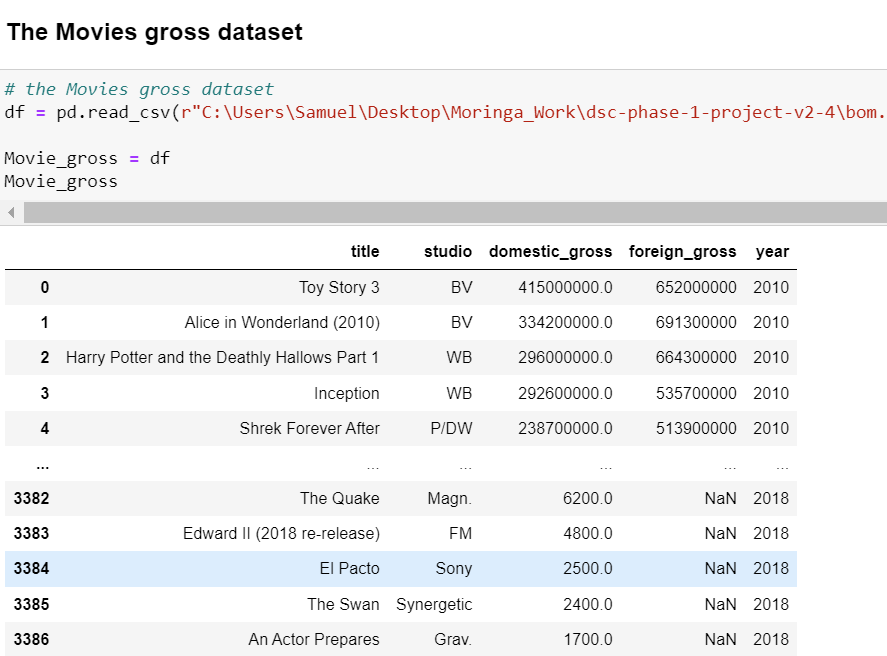 The Movies gross dataset
# the Movies gross dataset
df = pd.read_csv(r"C:\Users\Samuel\Desktop\Moringa_Work\dsc-phase-1-project-v2-4\bom.
Movie_gross = df
Movie_gross
title studio domestic_gross foreign_gross year
0 Toy Story 3 BV 415000000.0 652000000 2010
1 Alice in Wonderland (2010) BV 334200000.0 691300000 2010
2 Harry Potter and the Deathly Hallows Part 1 WB 296000000.0 664300000 2010
3 Inception WB 292600000.0 535700000 2010
4 Shrek Forever After P/DW 238700000.0 513900000 2010
... ... ... ... ... ...
3382 The Quake Magn. 6200.0 NaN 2018
3383 Edward II (2018 re-release) FM 4800.0 NaN 2018
3384 El Pacto Sony 2500.0 NaN 2018
3385 The Swan Synergetic 2400.0 NaN 2018
3386 An Actor Prepares Grav. 1700.0 NaN 2018